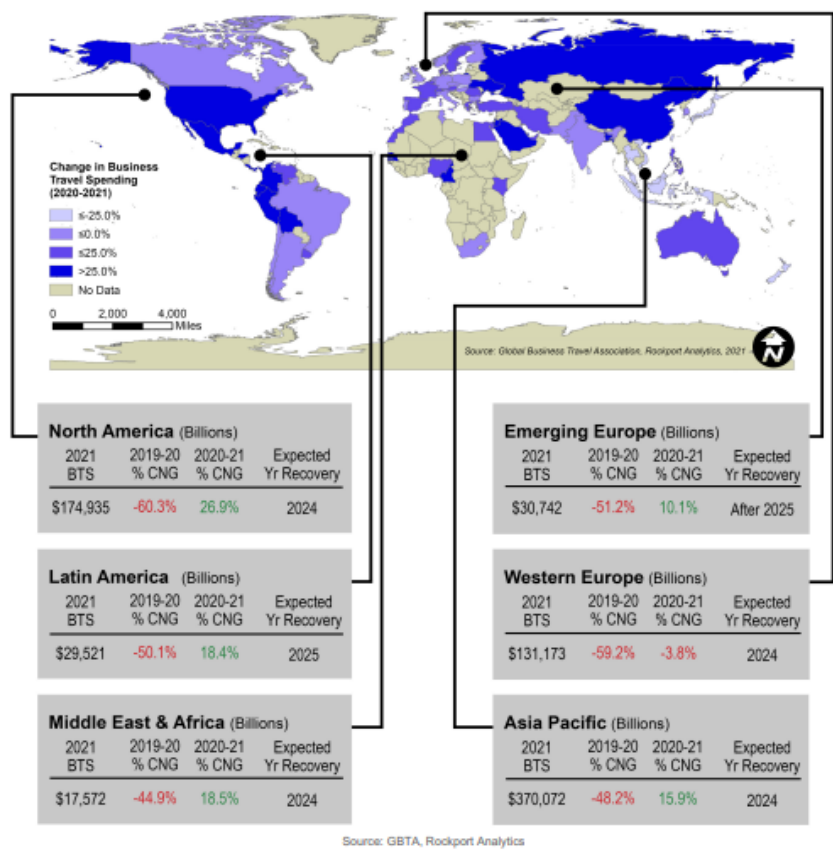 Change in Business
Travel Spending
(2020-2021)
≤-25.0%
≤0.0%
≤25.0%
>25.0%
No Data
0 2,000 4,000
Miles
Source: Global Business Travel Association, Rockport Analytics, 2021
N
North America (Billions)
2021 2019-20 2020-21 Expected
BTS % CNG % CNG Yr Recovery
$174,935 -60.3% 26.9% 2024
Emerging Europe (Billions)
2021 2019-20 2020-21 Expected
BTS % CNG % CNG Yr Recovery
$30,742 -51.2% 10.1% After 2025
Latin America (Billions)
2021 2019-20 2020-21 Expected
BTS % CNG % CNG Yr Recovery
$29,521 -50.1% 18.4% 2025
Western Europe (Billions)
2021 2019-20 2020-21 Expected
BTS % CNG % CNG Yr Recovery
$131,173 -59.2% -3.8% 2024
Middle East & Africa (Billions)
2021 2019-20 2020-21 Expected
BTS % CNG % CNG Yr Recovery
$17,572 -44.9% 18.5% 2024
Asia Pacific (Billions)
2021 2019-20 2020-21 Expected
BTS % CNG % CNG Yr Recovery
$370,072 -48.2% 15.9% 2024
Source: GBTA, Rockport Analytics